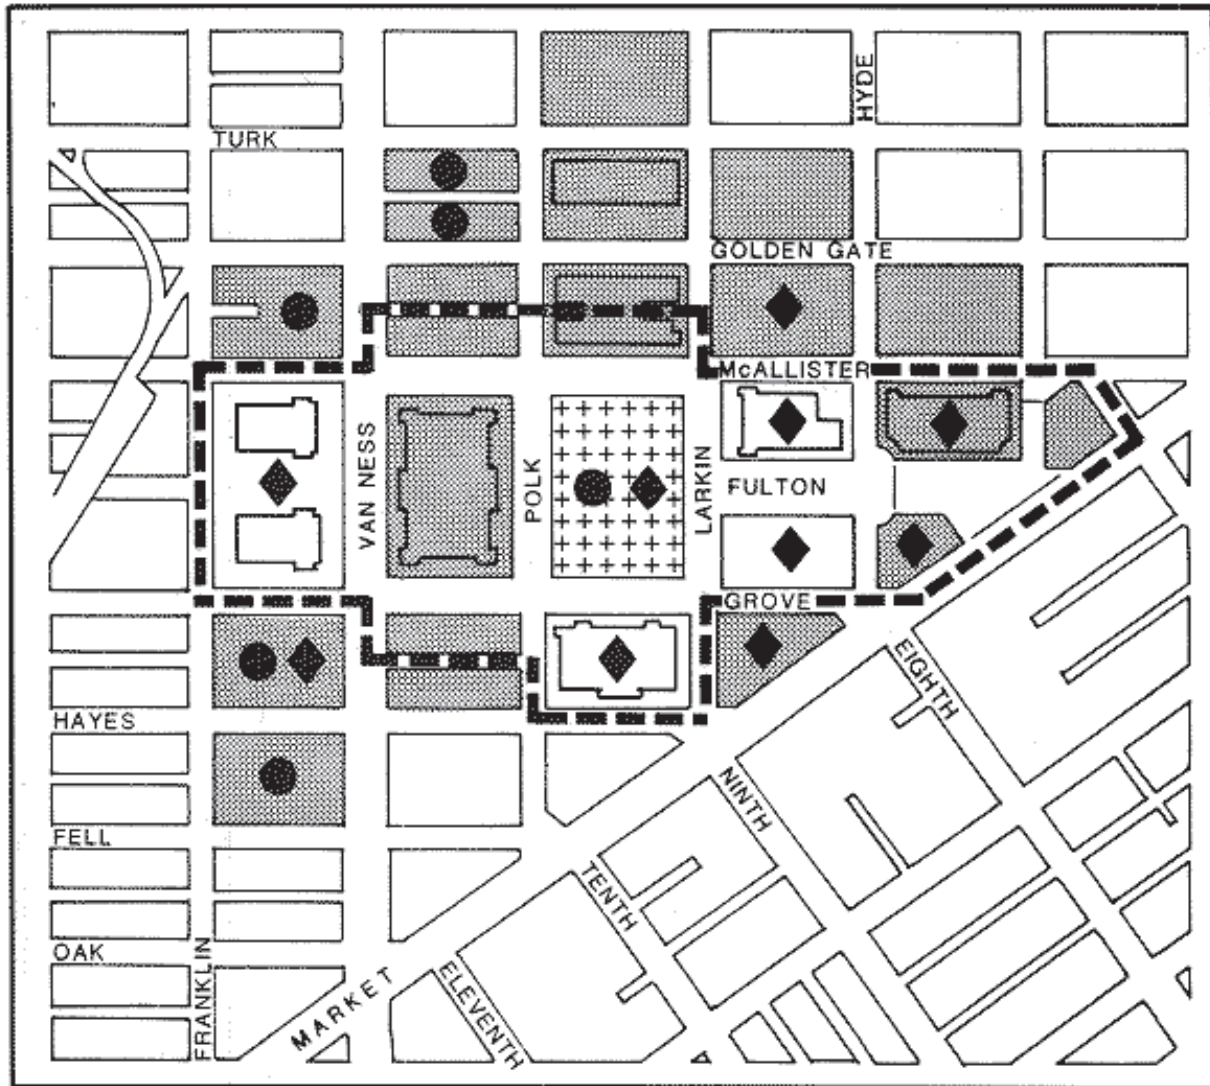 HYDE
TURK
GOLDEN GATE
McALLISTER
VAN NESS
POLK
LARKIN
FULTON
GROVE
EIGHTH
HAYES
NINTH
FELL
TENTH
OAK
FRANKLIN
MARKET
ELEVENTH